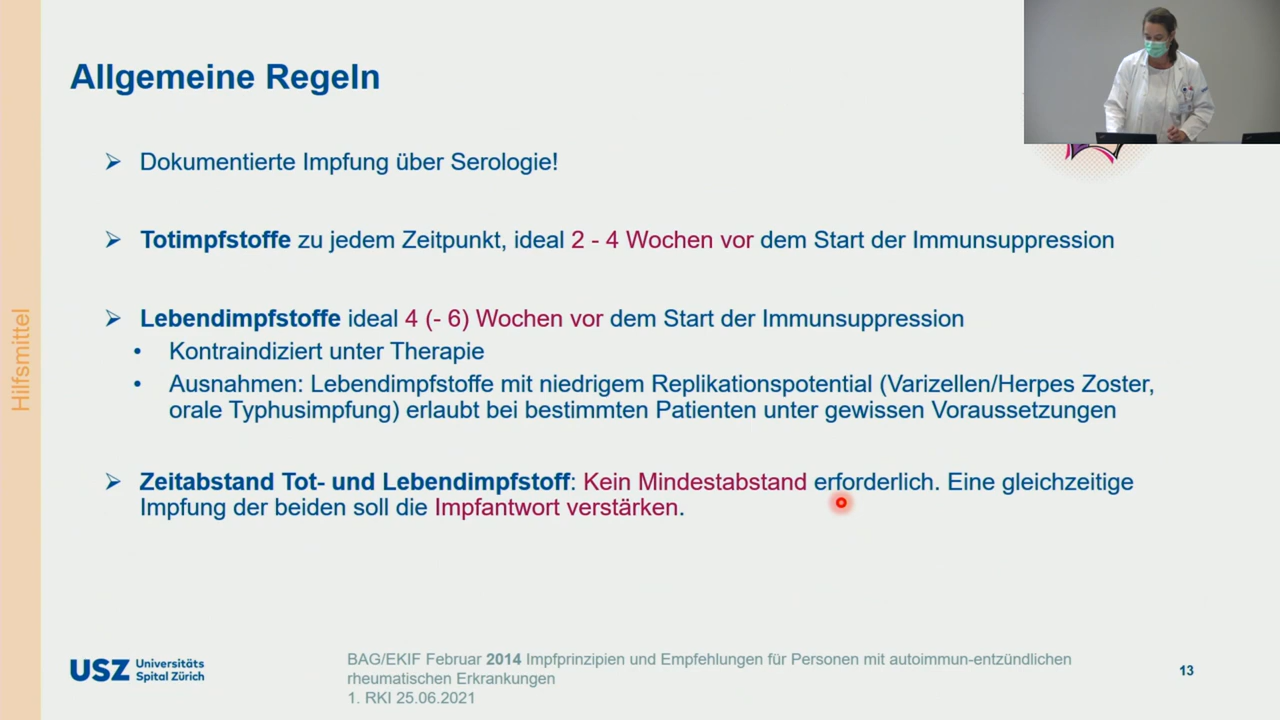 Allgemeine Regeln
Dokumentierte Impfung über Serologie!
Totimpfstoffe zu jedem Zeitpunkt, ideal 2 - 4 Wochen vor dem Start der Immunsuppression
Lebendimpfstoffe ideal 4 (- 6) Wochen vor dem Start der Immunsuppression
Kontraindiziert unter Therapie
Ausnahmen: Lebendimpfstoffe mit niedrigem Replikationspotential (Varizellen/Herpes Zoster,
orale Typhusimpfung) erlaubt bei bestimmten Patienten unter gewissen Voraussetzungen
Zeitabstand Tot- und Lebendimpfstoff: Kein Mindestabstand erforderlich. Eine gleichzeitige
Impfung der beiden soll die Impfantwort verstärken.
Hilfsmittel
USZ Universitäts
Spital Zürich
BAG/EKIF Februar 2014 Impfprinzipien und Empfehlungen für Personen mit autoimmun-entzündlichen
rheumatischen Erkrankungen
1. RKI 25.06.2021
13